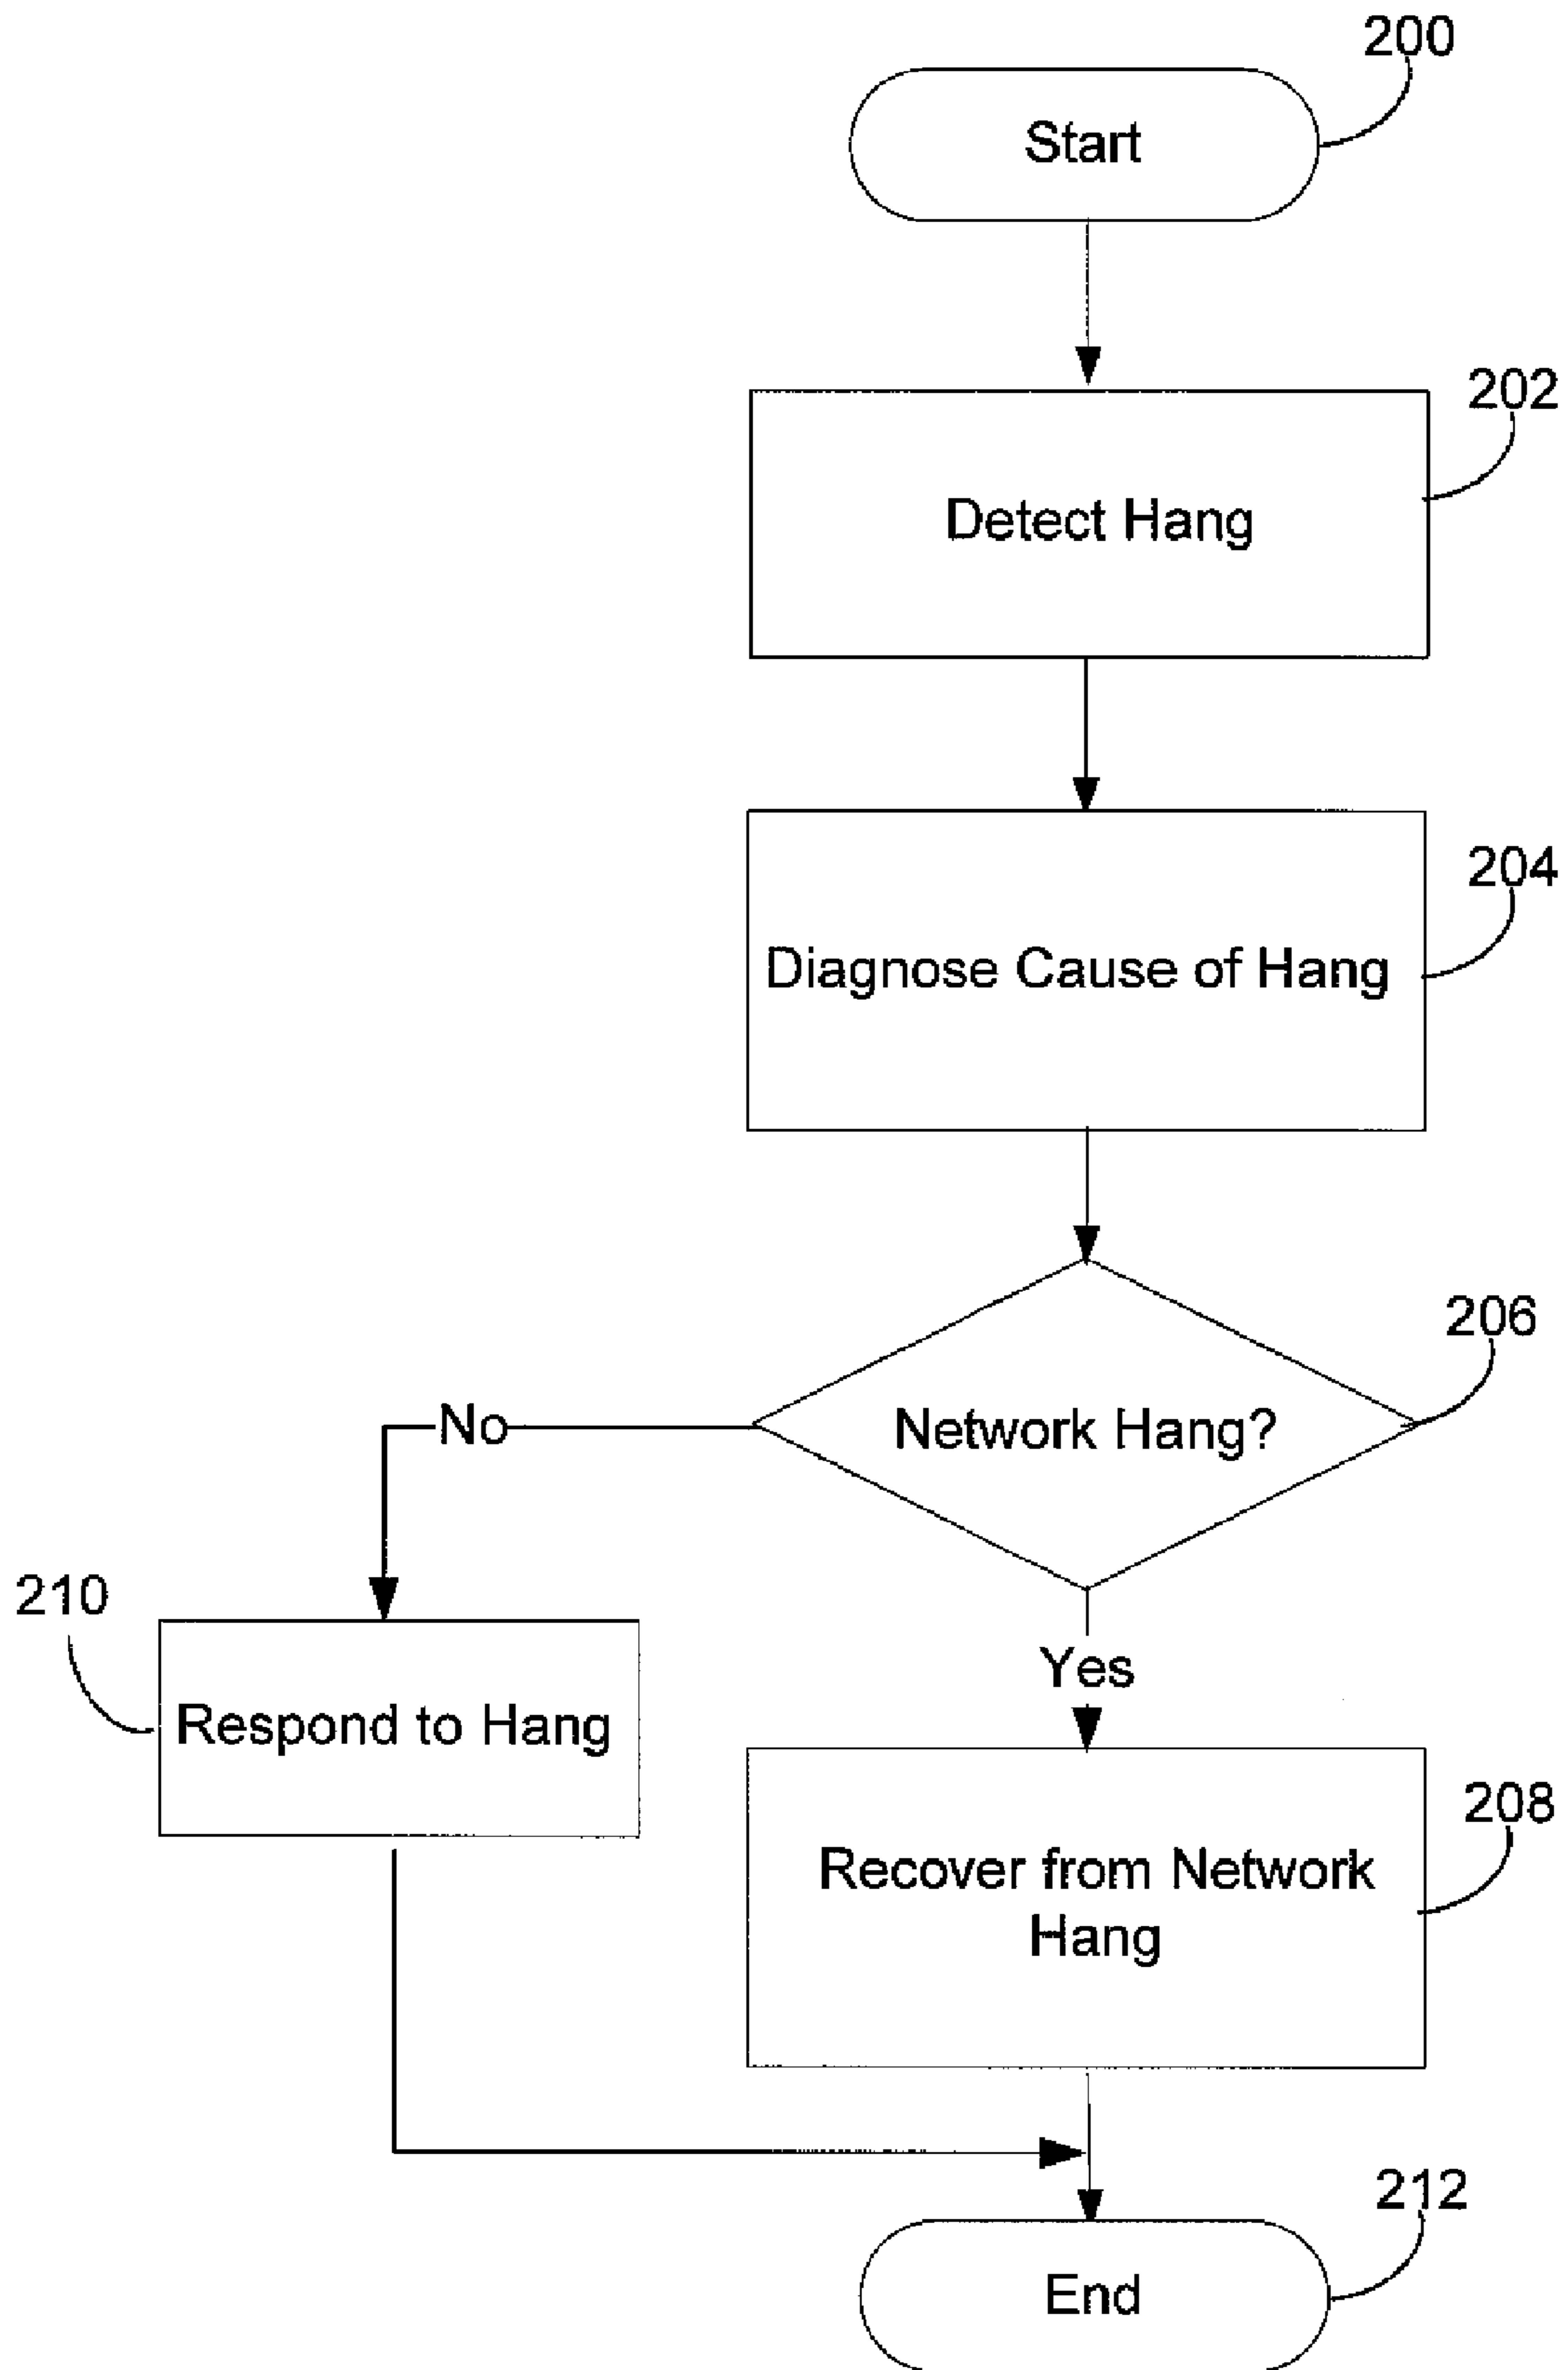 200
Start
202
Detect Hang
204
Diagnose Cause of Hang
206
Network Hang?
No
210
Yes
Respond to Hang
208
Recover from Network
Hang
212
End